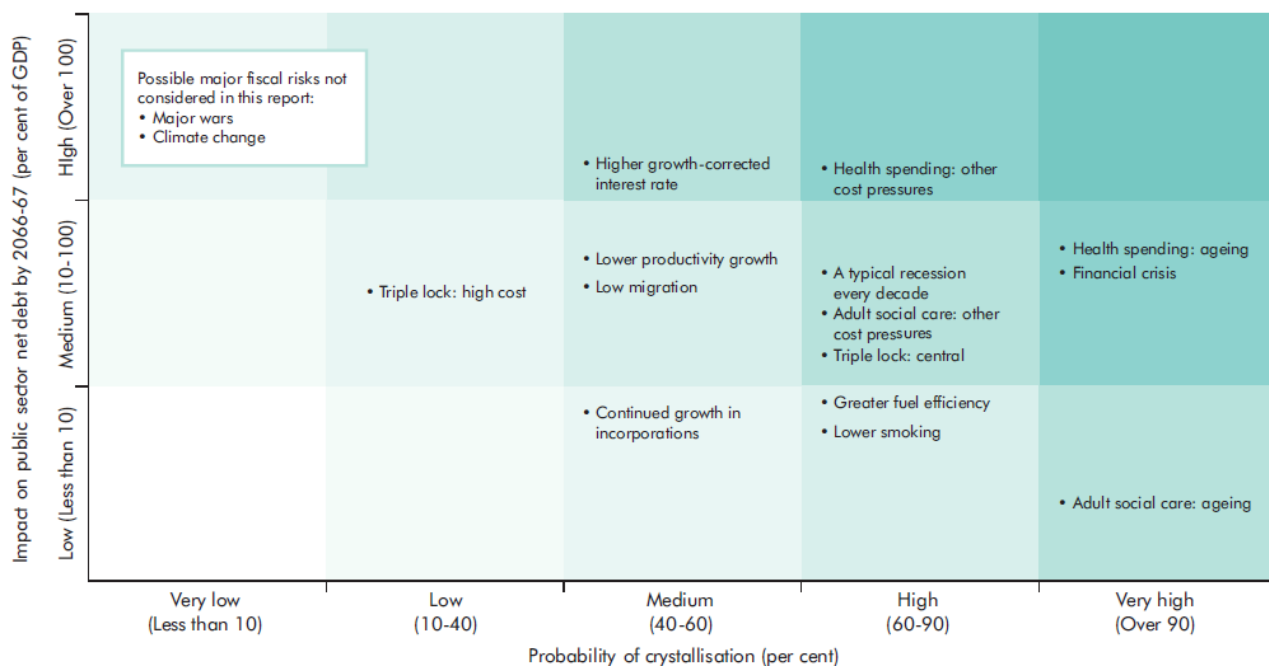 Impact on public sector net debt by 2066-67 (per cent of GDP)
HIgh (Over 100)
Medium (10-100)
Low (Less than 10)
Possible major fiscal risks not
considered in this report:
• Major wars
• Climate change
• Higher growth-corrected
interest rate
• Health spending: other
cost pressures
• Triple lock: high cost
• Lower productivity growth
• Low migration
• A typical recession
every decade
• Adult social care: other
cost pressures
• Triple lock: central
• Health spending: ageing
• Financial crisis
• Continued growth in
incorporations
• Greater fuel efficiency
• Lower smoking
• Adult social care: ageing
Very low
(Less than 10)
Low
(10-40)
Medium
(40-60)
High
(60-90)
Very high
(Over 90)
Probability of crystallisation (per cent)